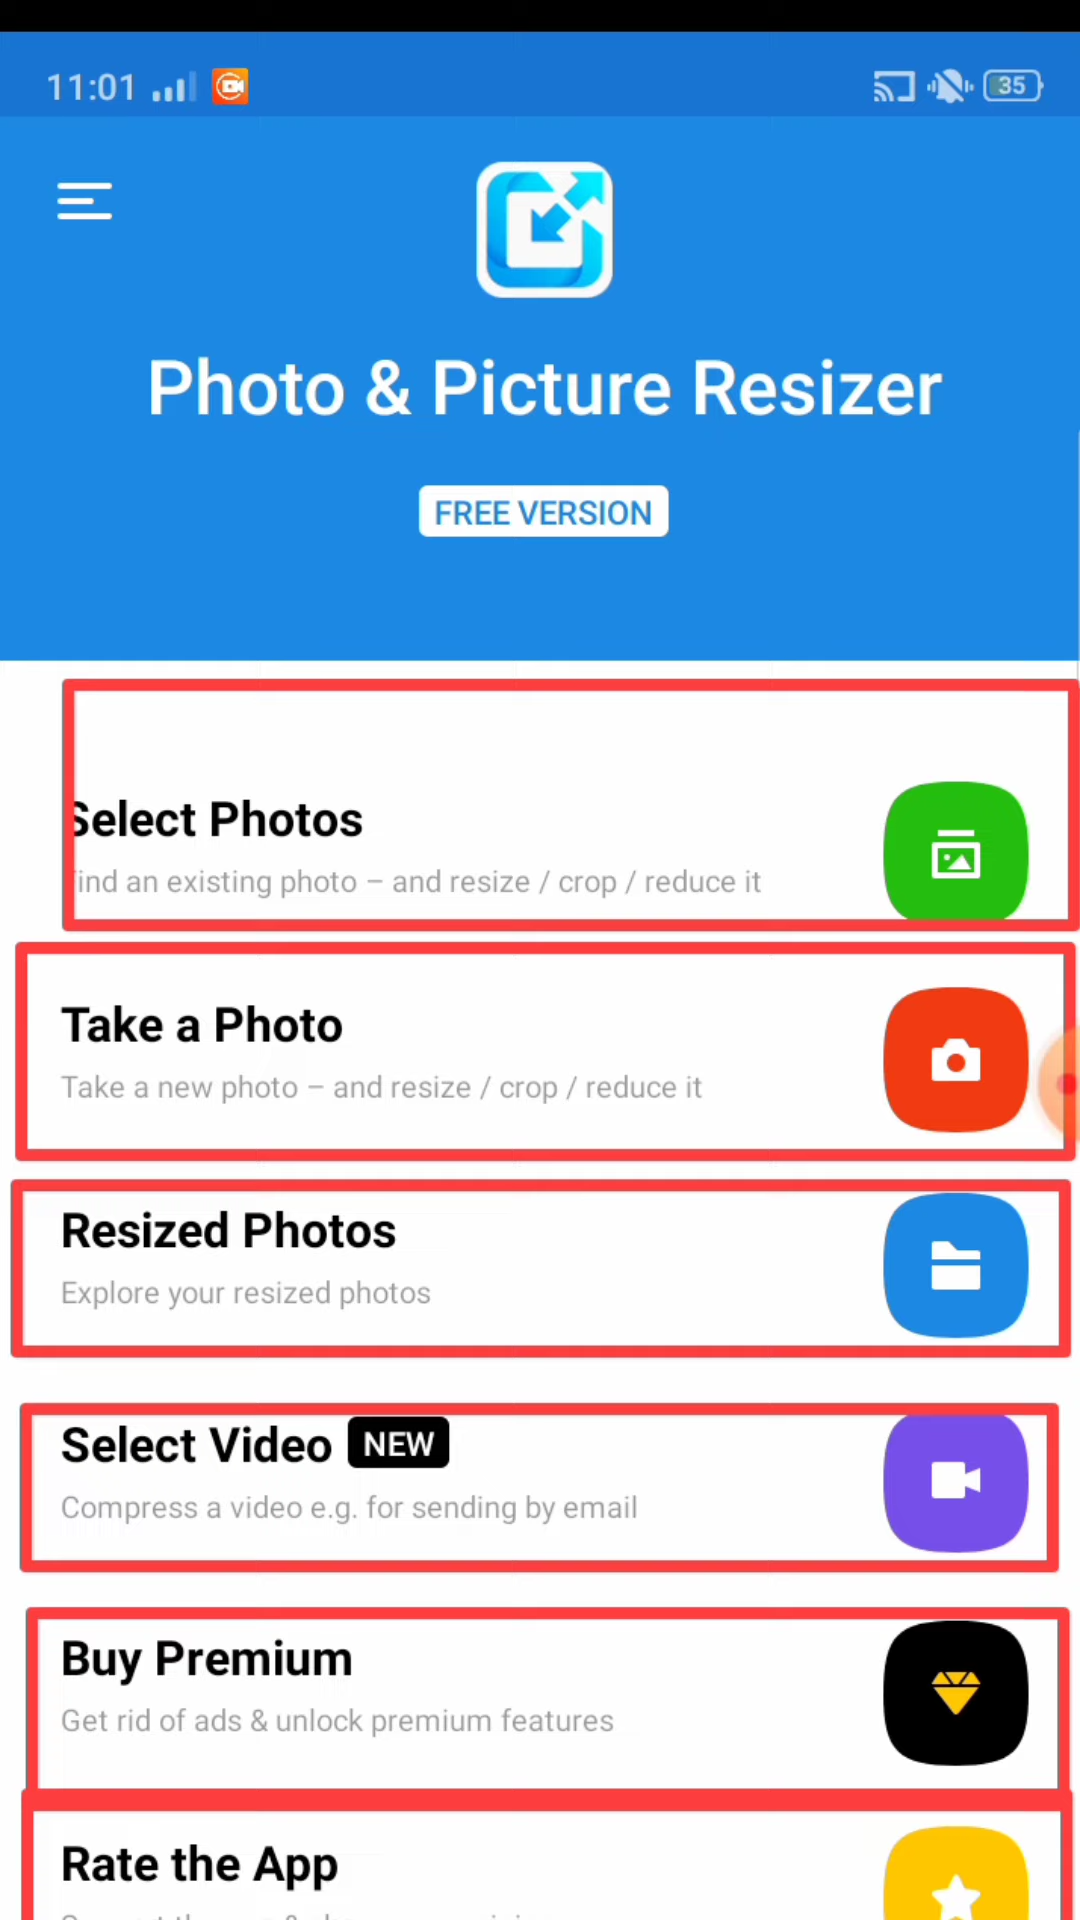 11:01
35
Photo & Picture Resizer
FREE VERSION
Select Photos
ind an existing photo – and resize / crop / reduce it
Take a Photo
Take a new photo – and resize / crop / reduce it
Resized Photos
Explore your resized photos
Select Video NEW
Compress a video e.g. for sending by email
Buy Premium
Get rid of ads & unlock premium features
Rate the App